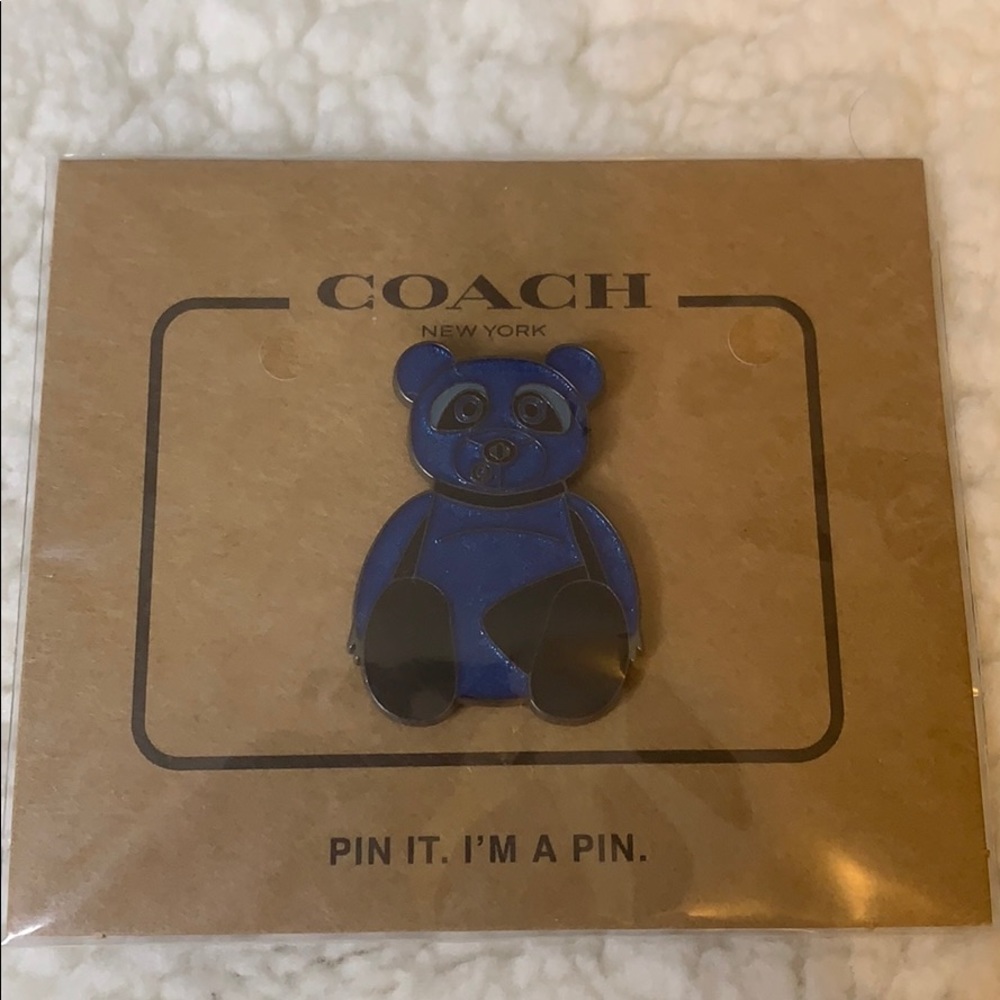 COACH
NEW YORK
PIN IT. I'M A PIN.